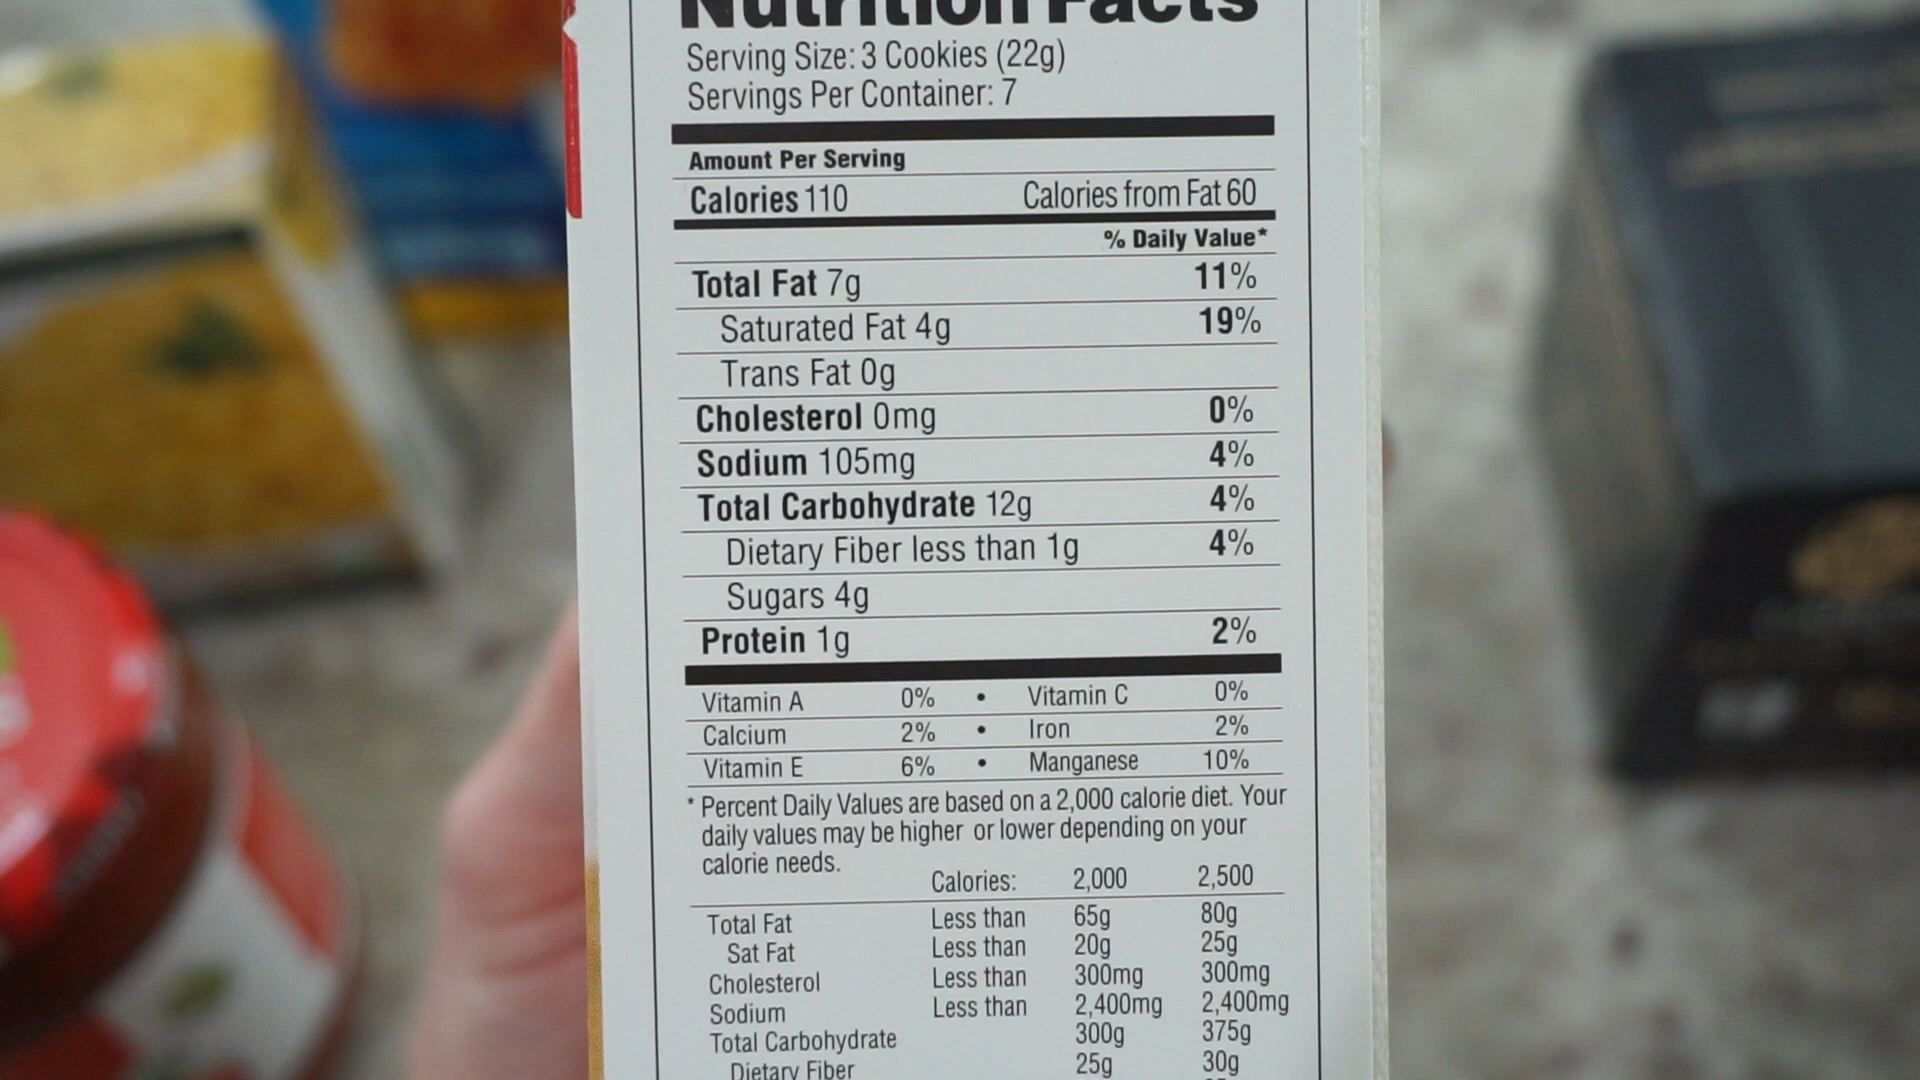 Nutrition Facts
Serving Size: 3 Cookies (22g)
Servings Per Container: 7
Amount Per Serving
Calories 110 Calories from Fat 60
% Daily Value*
Total Fat 7g 11%
Saturated Fat 4g 19%
Trans Fat 0g
Cholesterol 0mg 0%
Sodium 105mg 4%
Total Carbohydrate 12g 4%
Dietary Fiber less than 1g 4%
Sugars 4g
Protein 1g 2%
Vitamin A 0% • Vitamin C 0%
Calcium 2% • Iron 2%
Vitamin E 6% • Manganese 10%
* Percent Daily Values are based on a 2,000 calorie diet. Your
daily values may be higher or lower depending on your
calorie needs.
Calories: 2,000 2,500
Total Fat Less than 65g 80g
Sat Fat Less than 20g 25g
Cholesterol Less than 300mg 300mg
Sodium Less than 2,400mg 2,400mg
Total Carbohydrate 300g 375g
Dietary Fiber 25g 30g